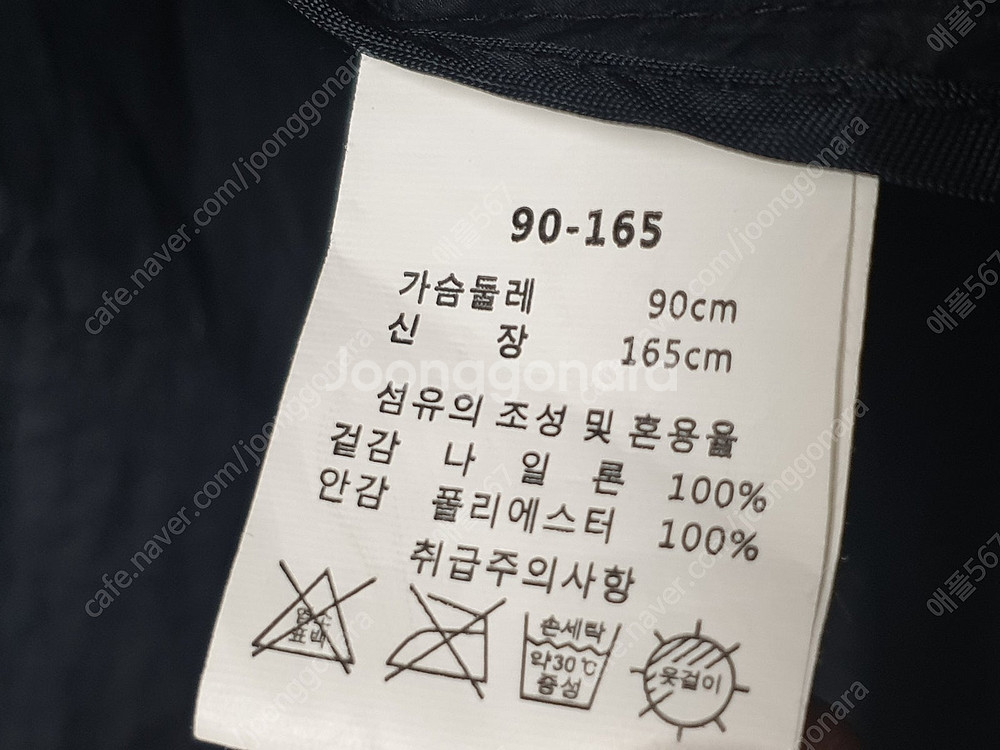 90-165
가슴둘레 90cm
신 장 165cm
섬유의 조성 및 혼용율
겉감 나 일 론 100%
안감 폴리에스터 100%
취급주의사항
염소
표백
손세탁
약30℃
중성
옷걸이
Joonggonara
cafe.naver.com/joonggonara
애플567